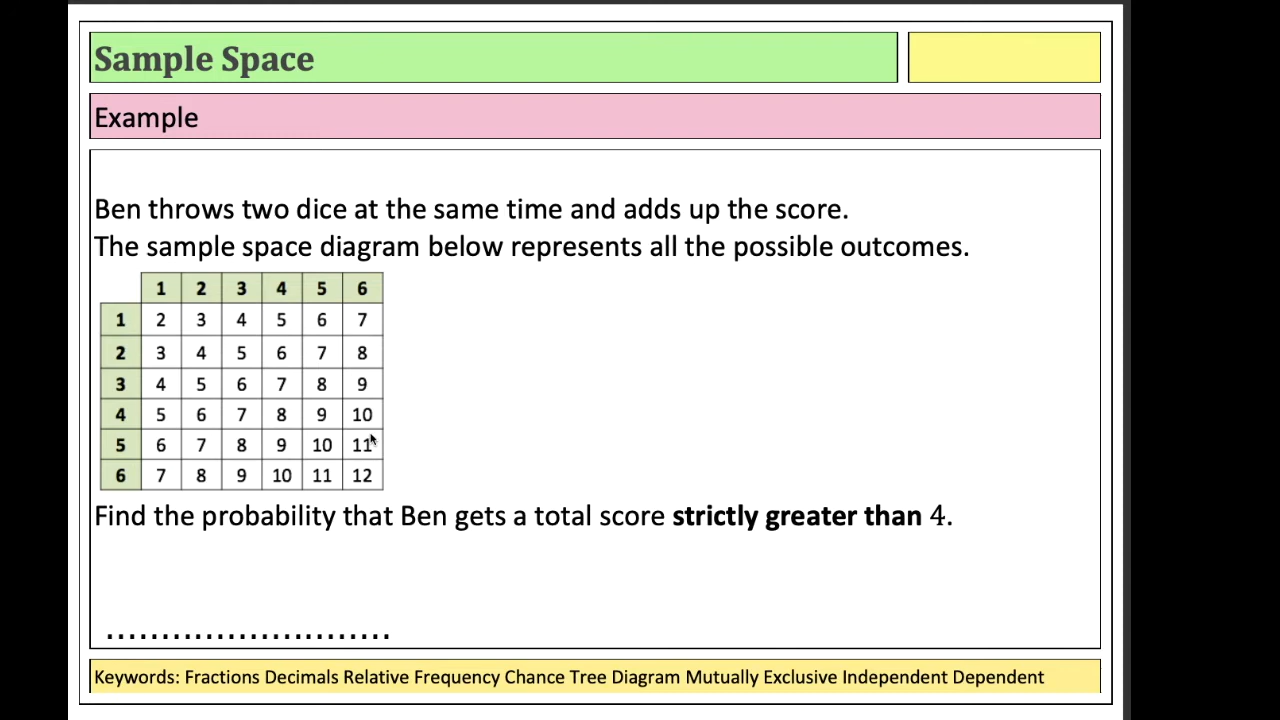 Sample Space
Example
Ben throws two dice at the same time and adds up the score.
The sample space diagram below represents all the possible outcomes.
1 2 3 4 5 6
1 2 3 4 5 6 7
2 3 4 5 6 7 8
3 4 5 6 7 8 9
4 5 6 7 8 9 10
5 6 7 8 9 10 11
6 7 8 9 10 11 12
Find the probability that Ben gets a total score strictly greater than 4.
..........................
Keywords: Fractions Decimals Relative Frequency Chance Tree Diagram Mutually Exclusive Independent Dependent